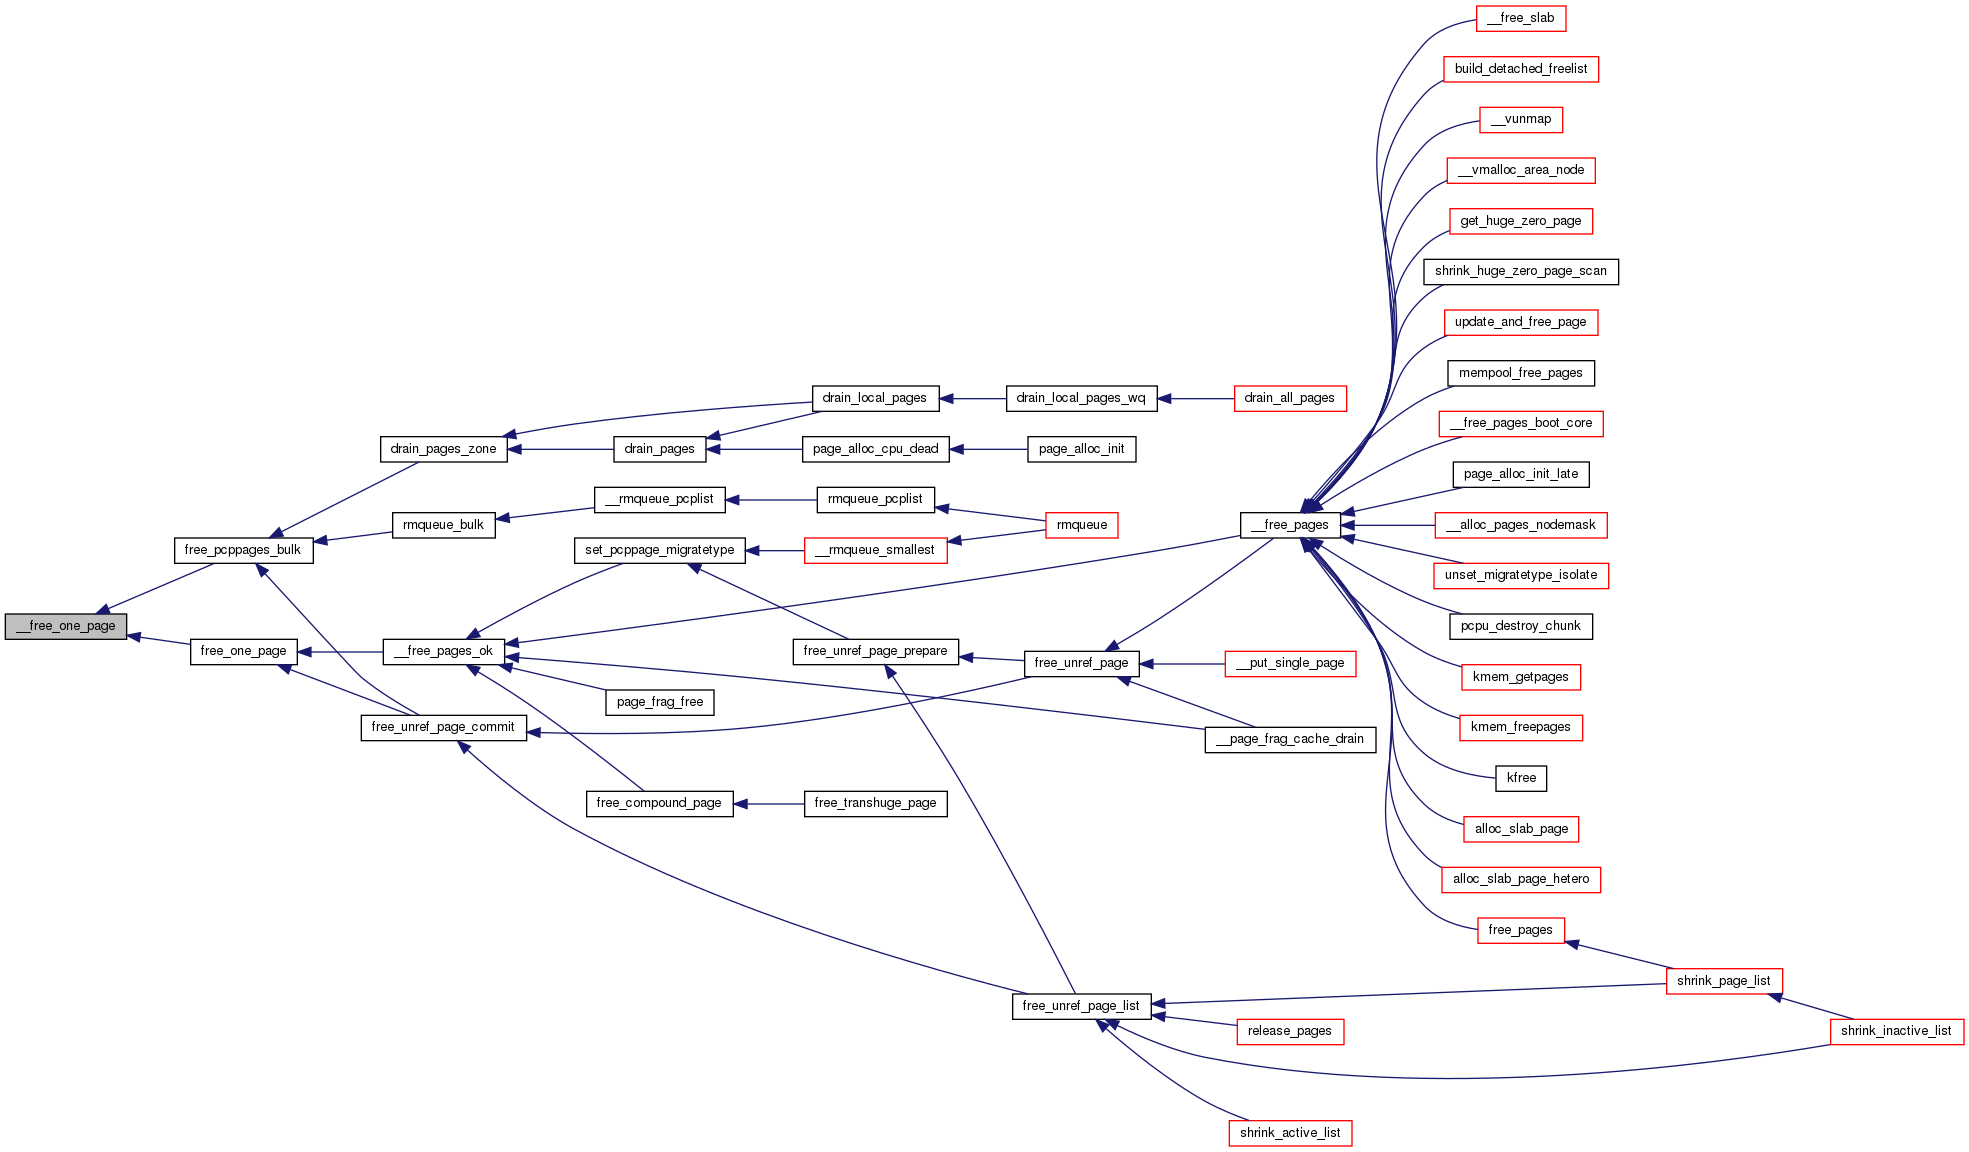 __free_slab
build_detached_freelist
__vunmap
__vmalloc_area_node
get_huge_zero_page
shrink_huge_zero_page_scan
update_and_free_page
mempool_free_pages
drain_local_pages
drain_local_pages_wq
drain_all_pages
__free_pages_boot_core
drain_pages_zone
drain_pages
page_alloc_cpu_dead
page_alloc_init
page_alloc_init_late
__rmqueue_pcplist
rmqueue_pcplist
rmqueue_bulk
rmqueue
__free_pages
__alloc_pages_nodemask
free_pcppages_bulk
set_pcppage_migratetype
__rmqueue_smallest
unset_migratetype_isolate
__free_one_page
pcpu_destroy_chunk
free_one_page
__free_pages_ok
free_unref_page_prepare
free_unref_page
__put_single_page
kmem_getpages
page_frag_free
free_unref_page_commit
__page_frag_cache_drain
kmem_freepages
kfree
free_compound_page
free_transhuge_page
alloc_slab_page
alloc_slab_page_hetero
free_pages
shrink_page_list
free_unref_page_list
release_pages
shrink_inactive_list
shrink_active_list